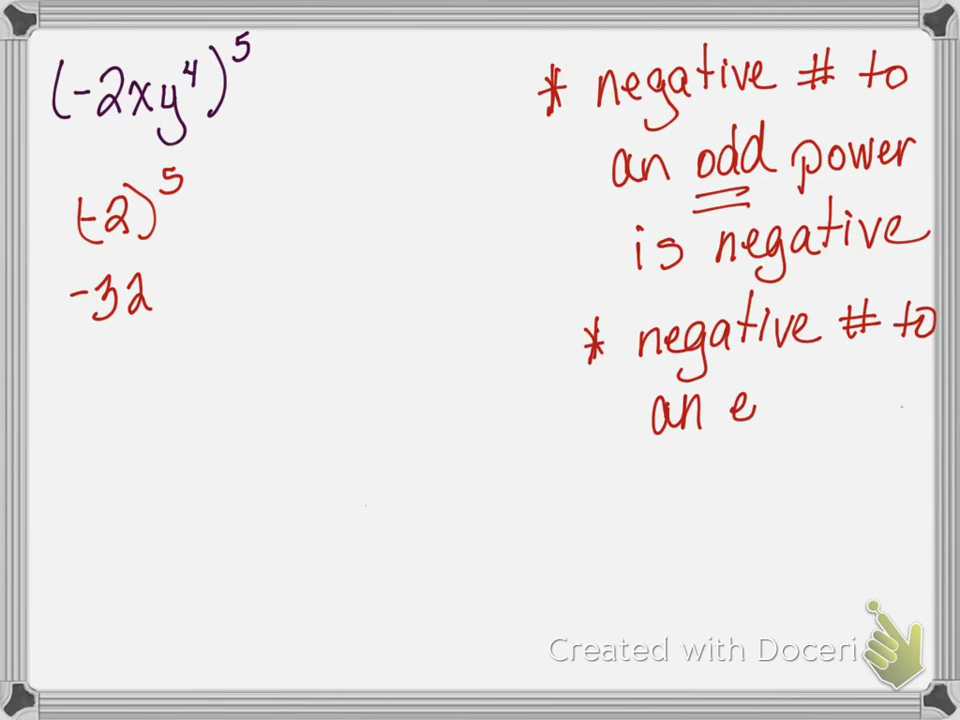 (-2xy⁴)⁵
(-2)⁵
-32
* negative # to
an odd power
is negative
* negative # to
an e
Created with Doceri